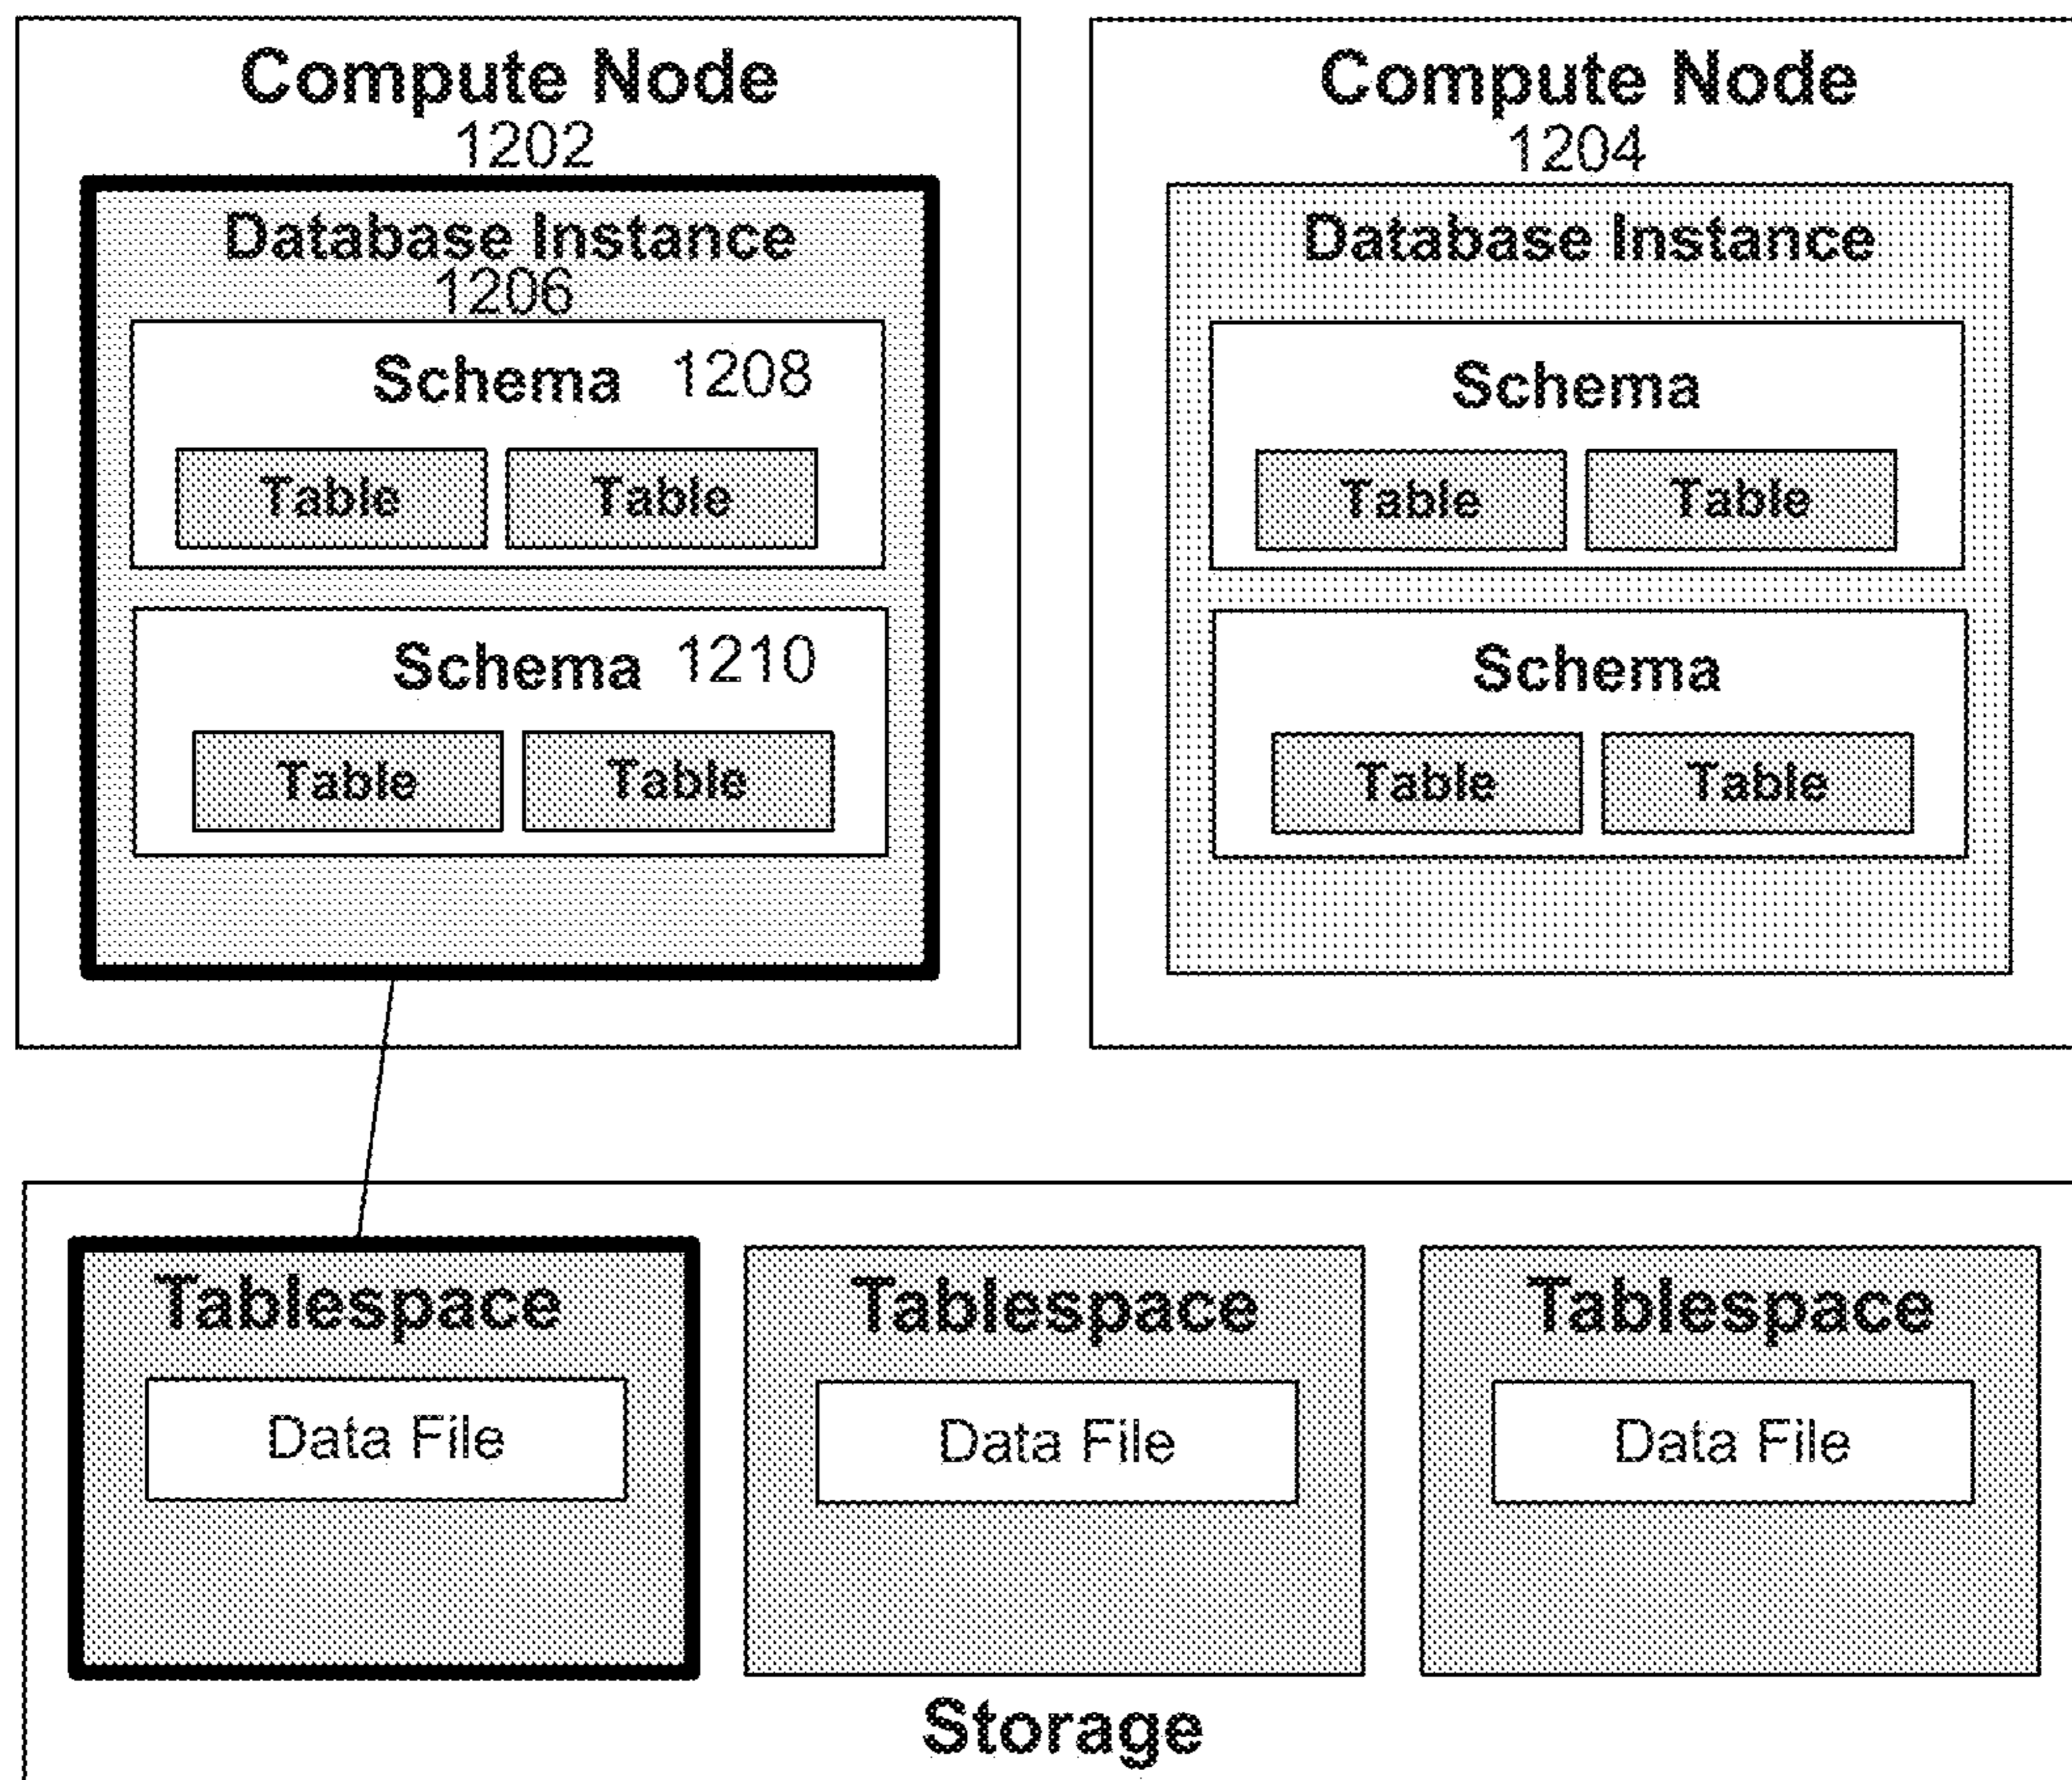 Compute Node
1202
Database Instance
1206
Schema 1208
Table Table
Schema 1210
Table Table
Compute Node
1204
Database Instance
Schema
Table Table
Schema
Table Table
Tablespace
Data File
Tablespace
Data File
Tablespace
Data File
Storage